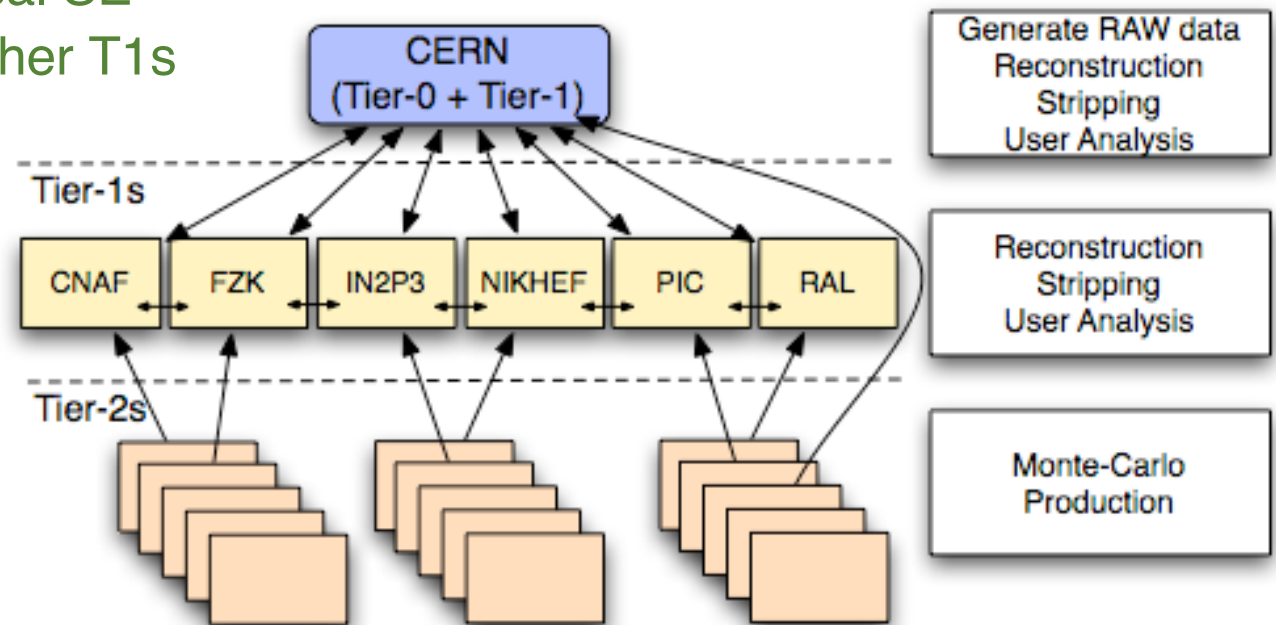 her T1s
CERN
(Tier-0 + Tier-1)
Generate RAW data
Reconstruction
Stripping
User Analysis
Tier-1s
CNAF
FZK
IN2P3
NIKHEF
PIC
RAL
Reconstruction
Stripping
User Analysis
Tier-2s
Monte-Carlo
Production